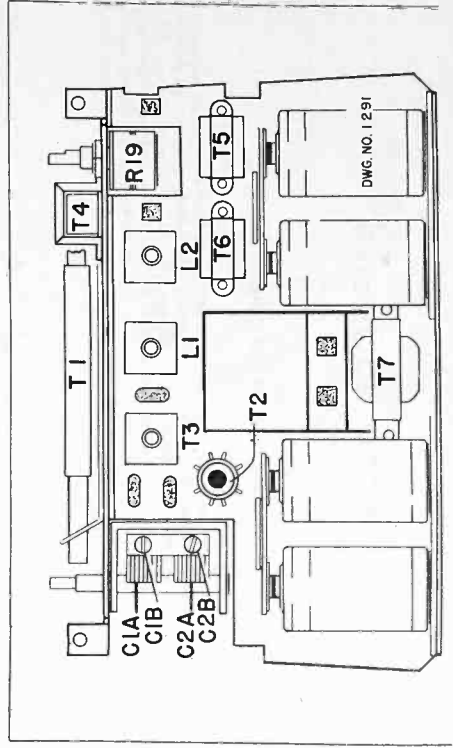 C1A
C1B
C2A
C2B
T1
T3
L1
L2
T4
R19
T2
T6
T5
T7
DWG. NO. 1291